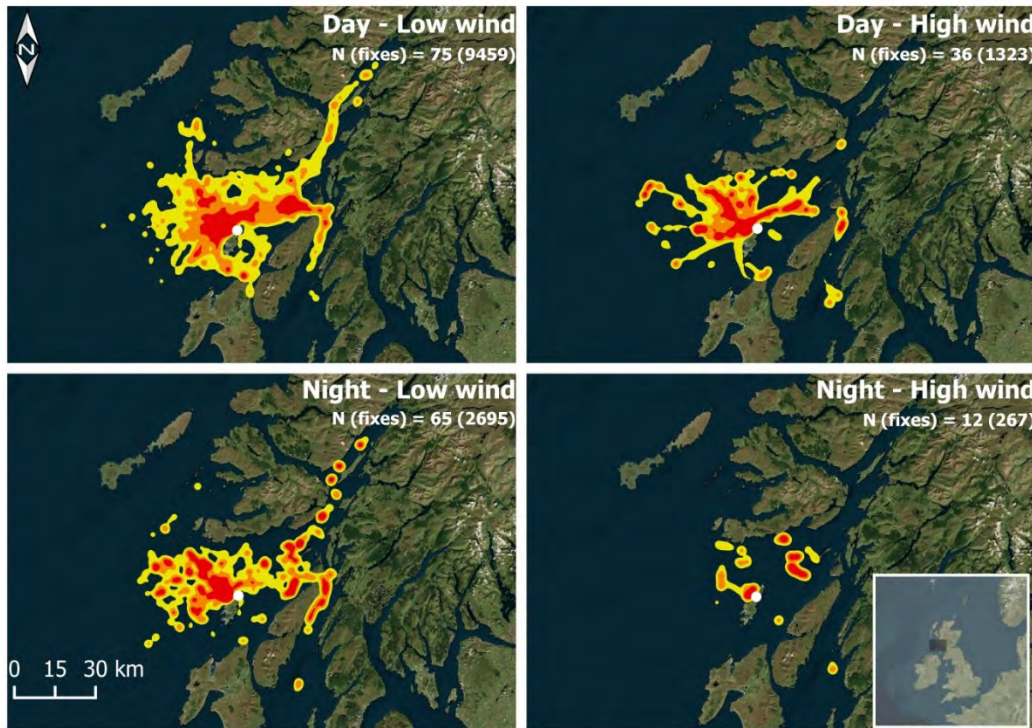 N
Day - Low wind
N (fixes) = 75 (9459)
Day - High wind
N (fixes) = 36 (1323)
Night - Low wind
N (fixes) = 65 (2695)
Night - High wind
N (fixes) = 12 (267)
0 15 30 km